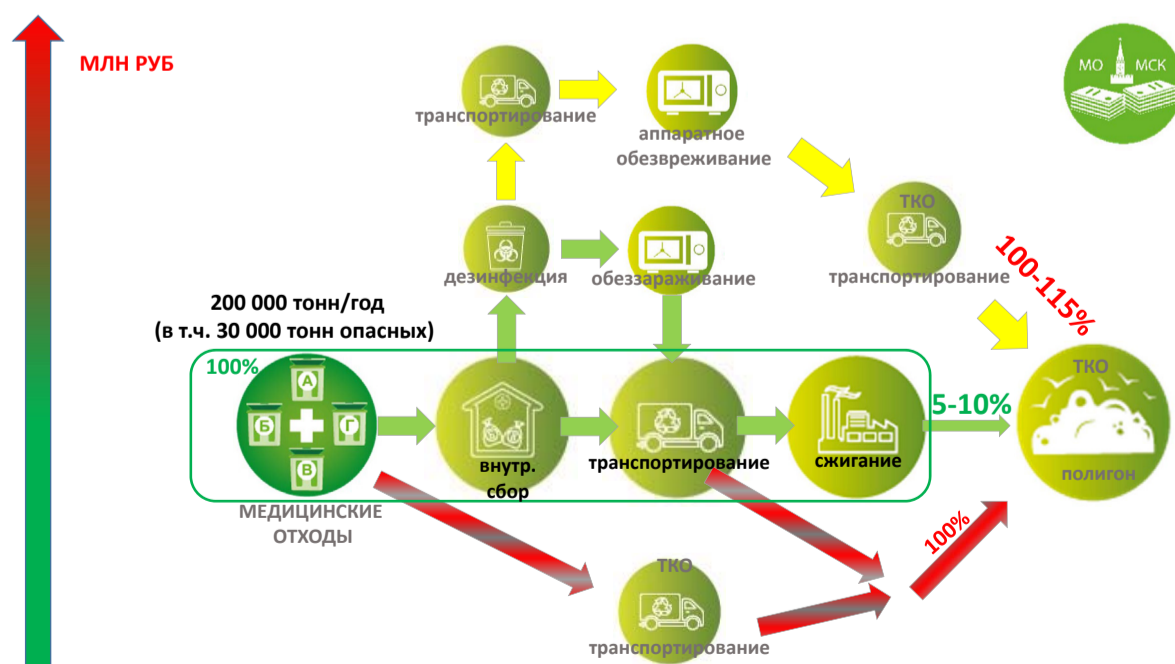 МЛН РУБ
МО МСК
транспортирование
аппаратное
обезвреживание
ТКО
транспортирование
дезинфекция
обеззараживание
100-115%
200 000 тонн/год
(в т.ч. 30 000 тонн опасных)
100%
А
Б
Г
В
МЕДИЦИНСКИЕ
ОТХОДЫ
внутр.
сбор
транспортирование
сжигание
5-10%
ТКО
полигон
100%
ТКО
транспортирование